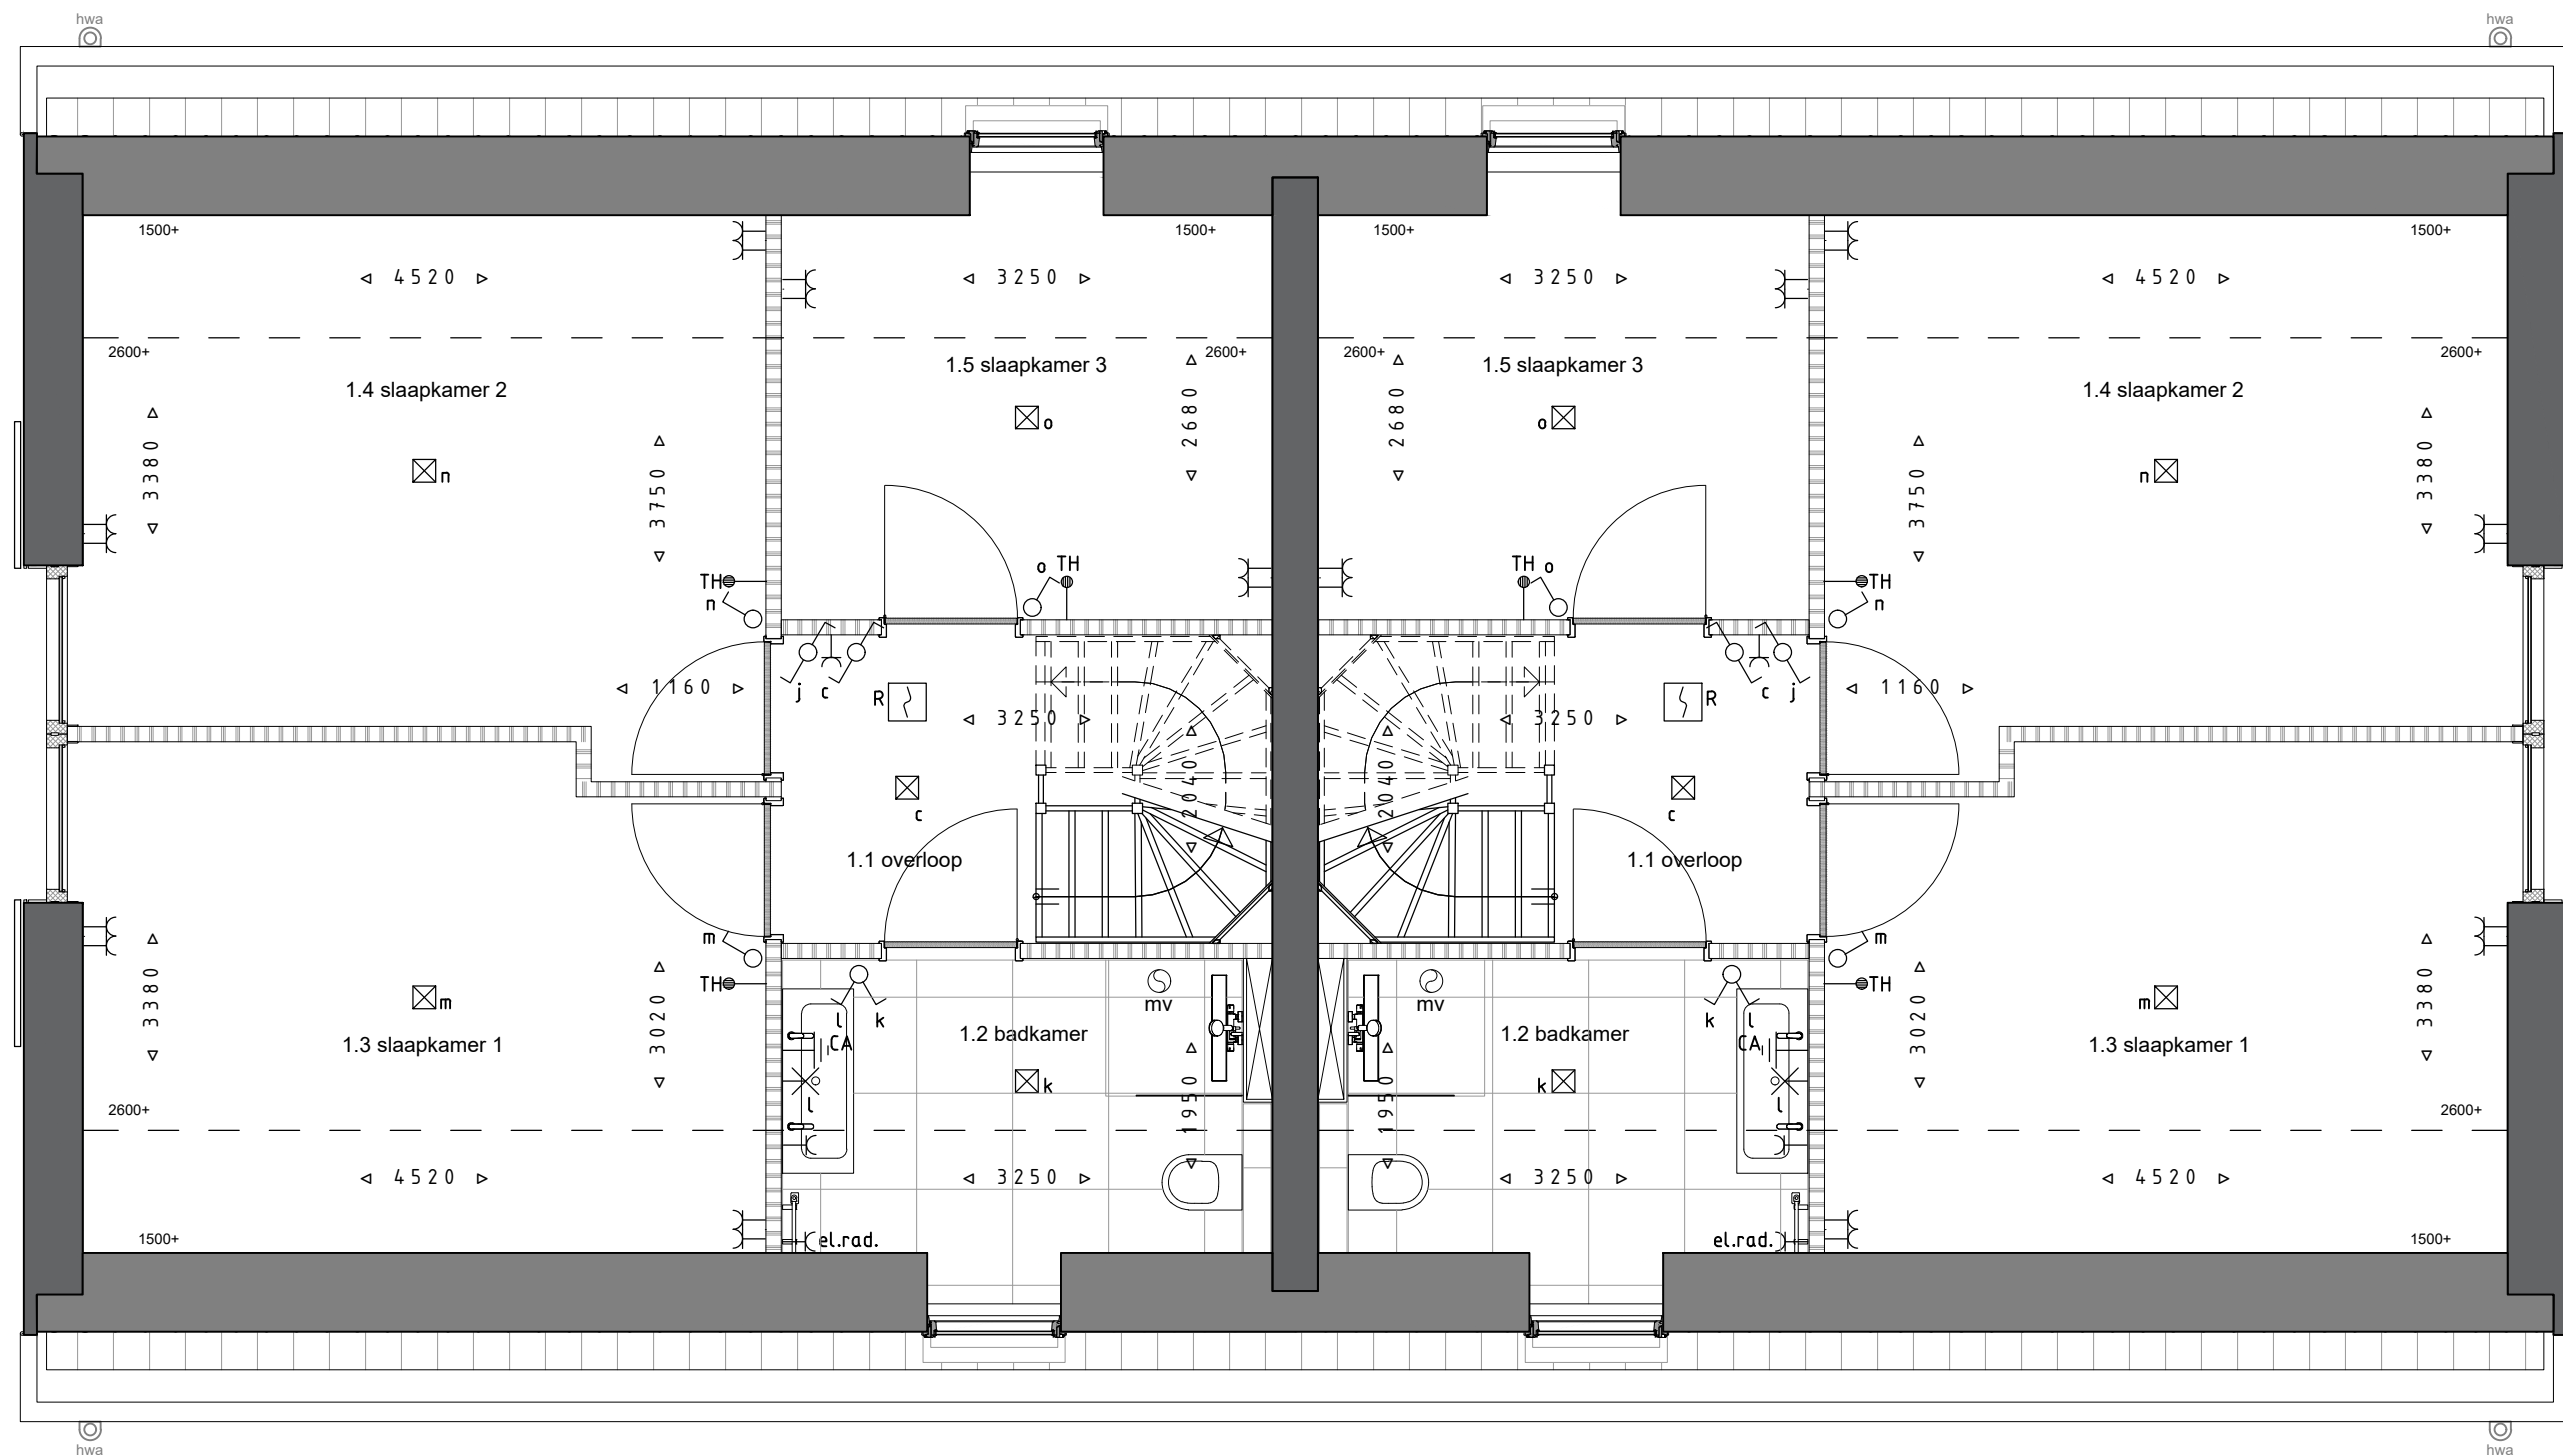 hwa hwa
1500+ 1500+ 1500+ 1500+
4520 3250 3250 4520
2600+ 2600+ 2600+ 2600+
1.4 slaapkamer 2 1.5 slaapkamer 3 1.5 slaapkamer 3 1.4 slaapkamer 2
3380 3750 2680 2680 3750 3380
n o o n
TH o TH TH o TH
n n
1160 j c R 3250 3250 R c j 1160
2040 2040
c c
1.1 overloop 1.1 overloop
m m
TH TH
3380 3020 3020 3380
m mv mv m
l k k l
1.3 slaapkamer 1 CA 1.2 badkamer 1.2 badkamer CA 1.3 slaapkamer 1
k k
l 1950 1950 l
2600+ 2600+
4520 3250 3250 4520
1500+ el.rad. el.rad. 1500+
hwa hwa